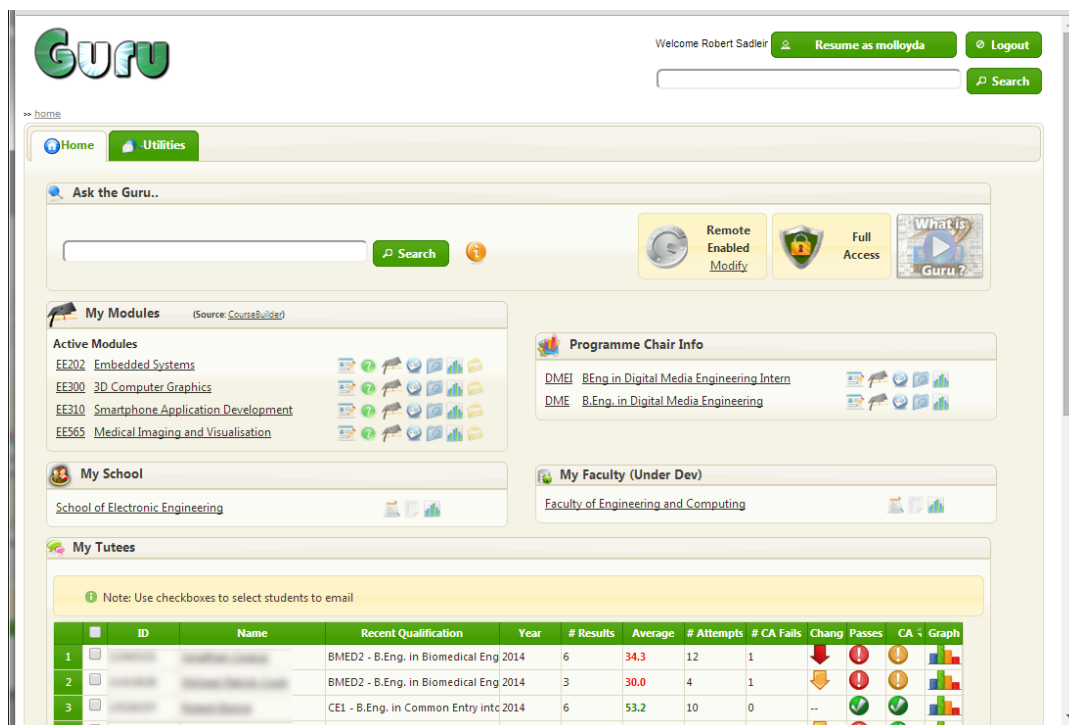 Guru
Welcome Robert Sadleir
Resume as molloyda
Logout
Search
»» home
Home
Utilities
Ask the Guru..
Search
Remote
Enabled
Modify
Full
Access
What is
Guru ?
My Modules (Source: CourseBuilder)
Active Modules
EE202 Embedded Systems
EE300 3D Computer Graphics
EE310 Smartphone Application Development
EE565 Medical Imaging and Visualisation
Programme Chair Info
DMEI BEng in Digital Media Engineering Intern
DME B.Eng. in Digital Media Engineering
My School
School of Electronic Engineering
My Faculty (Under Dev)
Faculty of Engineering and Computing
My Tutees
Note: Use checkboxes to select students to email
ID Name Recent Qualification Year # Results Average # Attempts # CA Fails Chang Passes CA Graph
1 BMED2 - B.Eng. in Biomedical Eng 2014 6 34.3 12 1
2 BMED2 - B.Eng. in Biomedical Eng 2014 3 30.0 4 1
3 CE1 - B.Eng. in Common Entry into 2014 6 53.2 10 0 --